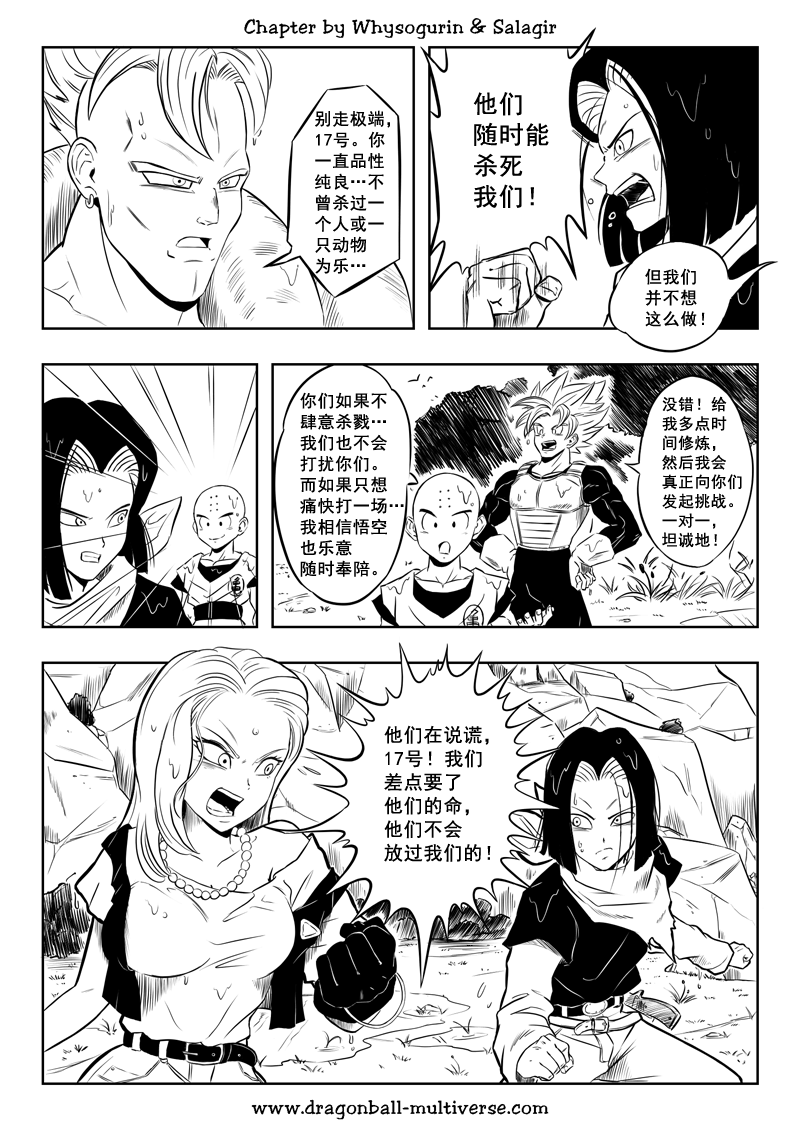 Chapter by Whysogurin & Salagir
别走极端,
17号。你
一直品性
纯良…不
曾杀过一
个人或一
只动物
为乐…
他们
随时能
杀死
我们!
但我们
并不想
这么做!
你们如果不
肆意杀戮…
我们也不会
打扰你们。
而如果只想
痛快打一场…
我相信悟空
也乐意
随时奉陪。
没错!给
我多点时
间修炼,
然后我会
真正向你们
发起挑战。
一对一,
坦诚地!
他们在说谎,
17号!我们
差点要了
他们的命,
他们不会
放过我们的!
www.dragonball-multiverse.com